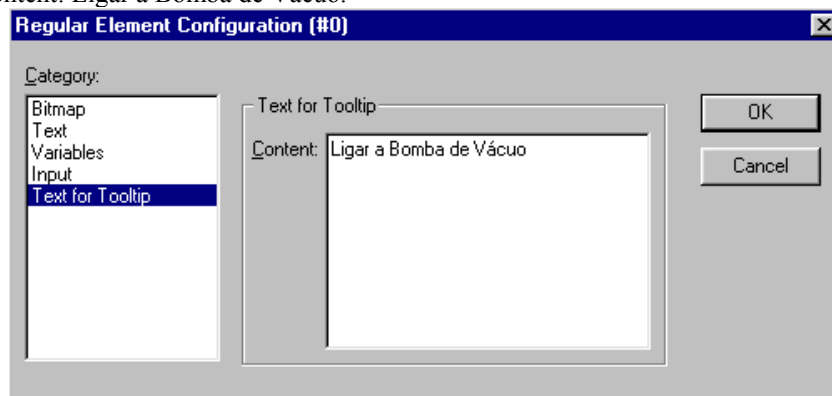 ontent: Ligar a Bomba de Vácuo.
Regular Element Configuration (#0)
Category:
Bitmap
Text
Variables
Input
Text for Tooltip
Text for Tooltip
Content: Ligar a Bomba de Vácuo
OK
Cancel